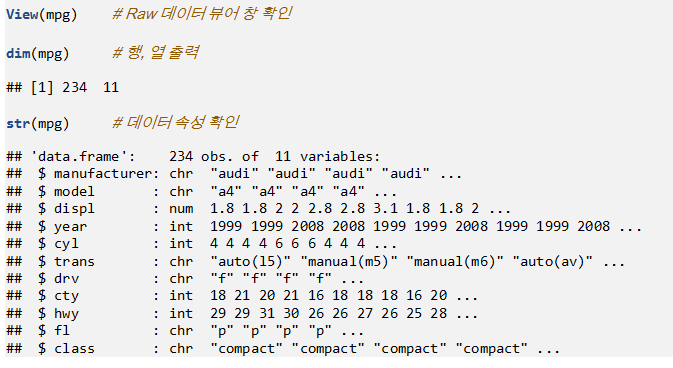 View(mpg)    # Raw 데이터 뷰어 창 확인
dim(mpg)     # 행, 열 출력
## [1] 234  11
str(mpg)     # 데이터 속성 확인
## 'data.frame':    234 obs. of  11 variables:
##  $ manufacturer: chr  "audi" "audi" "audi" "audi" ...
##  $ model       : chr  "a4" "a4" "a4" "a4" ...
##  $ displ       : num  1.8 1.8 2 2 2.8 2.8 3.1 1.8 1.8 2 ...
##  $ year        : int  1999 1999 2008 2008 1999 1999 2008 1999 1999 2008 ...
##  $ cyl         : int  4 4 4 4 6 6 6 4 4 4 ...
##  $ trans       : chr  "auto(l5)" "manual(m5)" "manual(m6)" "auto(av)" ...
##  $ drv         : chr  "f" "f" "f" "f" ...
##  $ cty         : int  18 21 20 21 16 18 18 18 16 20 ...
##  $ hwy         : int  29 29 31 30 26 26 27 26 25 28 ...
##  $ fl          : chr  "p" "p" "p" "p" ...
##  $ class       : chr  "compact" "compact" "compact" "compact" ...